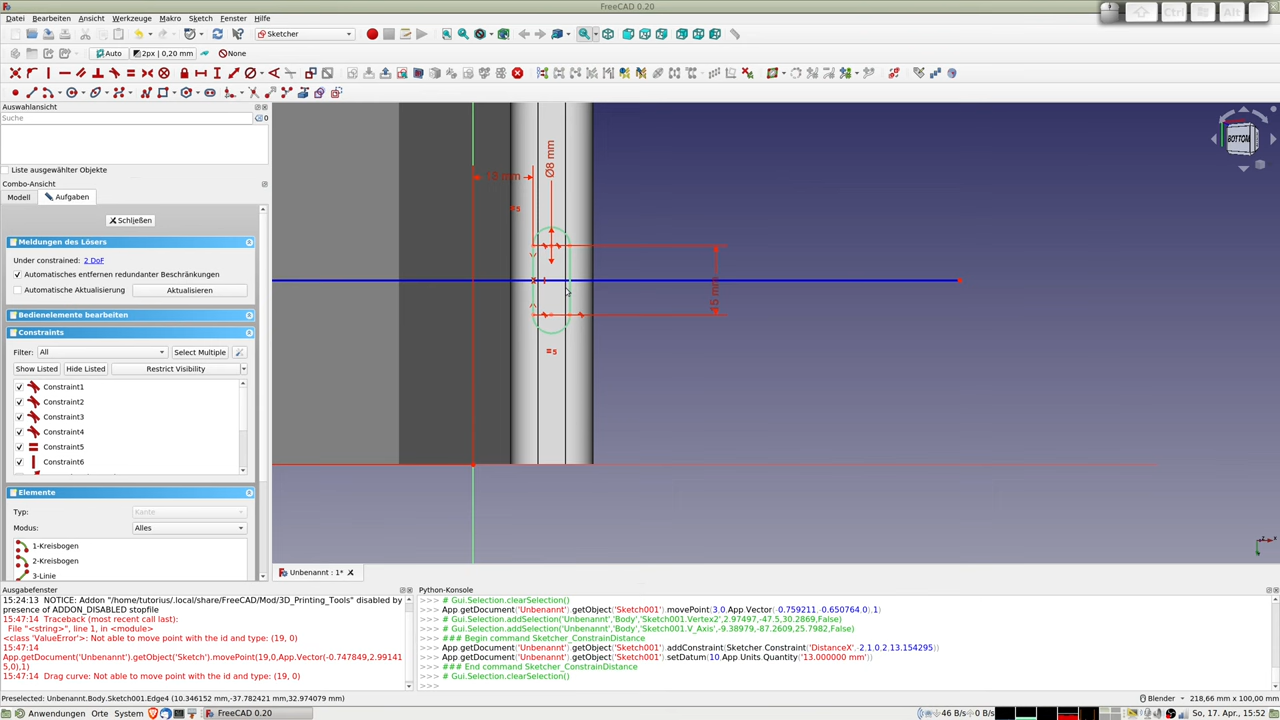 FreeCAD 0.20
Ctrl
Alt
Datei Bearbeiten Ansicht Werkzeuge Makro Sketch Fenster Hilfe
Sketcher
Auto 2px | 0,20 mm None
Auswahlansicht
Suche
0
Liste ausgewählter Objekte
Combo-Ansicht
Modell Aufgaben
Schließen
Meldungen des Lösers
Under constrained: 2 DoF
Automatisches entfernen redundanter Beschränkungen
Automatische Aktualisierung Aktualisieren
Bedienelemente bearbeiten
Constraints
Filter: All Select Multiple
Show Listed Hide Listed Restrict Visibility
Constraint1
Constraint2
Constraint3
Constraint4
Constraint5
Constraint6
Elemente
Typ: Kante
Modus: Alles
1-Kreisbogen
2-Kreisbogen
3-Linie
Ø8 mm
BOTTOM
Unbenannt : 1*
Ausgabefenster
15:24:13 NOTICE: Addon "/home/tutorius/.local/share/FreeCAD/Mod/3D_Printing_Tools" disabled by
presence of ADDON_DISABLED stopfile
15:47:14 Traceback (most recent call last):
File "<string>", line 1, in <module>
<class 'ValueError'>: Not able to move point with the id and type: (19, 0)
15:47:14
App.getDocument('Unbenannt').getObject('Sketch').movePoint(19,0,App.Vector(-0.747849,2.99141
5,0),1)
15:47:14 Drag curve: Not able to move point with the id and type: (19, 0)
Python-Konsole
>>> # Gui.Selection.clearSelection()
>>> App.getDocument('Unbenannt').getObject('Sketch001').movePoint(3,0,App.Vector(-0.759211,-0.650764,0),1)
>>> # Gui.Selection.addSelection('Unbenannt','Body','Sketch001.Vertex2',2.97497,-47.5,30.2869,False)
>>> # Gui.Selection.addSelection('Unbenannt','Body','Sketch001.V_Axis',-9.38979,-87.2609,25.7982,False)
>>> ### Begin command Sketcher_ConstrainDistance
>>> App.getDocument('Unbenannt').getObject('Sketch001').addConstraint(Sketcher.Constraint('DistanceX',-2,1,0,2,13.154295))
>>> App.getDocument('Unbenannt').getObject('Sketch001').setDatum(10,App.Units.Quantity('13.000000 mm'))
>>> ### End command Sketcher_ConstrainDistance
>>> # Gui.Selection.clearSelection()
>>>
Preselected: Unbenannt.Body.Sketch001.Edge4 (10.346152 mm,-37.782421 mm,32.974079 mm)
Blender 218,66 mm x 100,00 mm
Anwendungen Orte System FreeCAD 0.20
46 B/s 0 B/s So, 17. Apr., 15:52